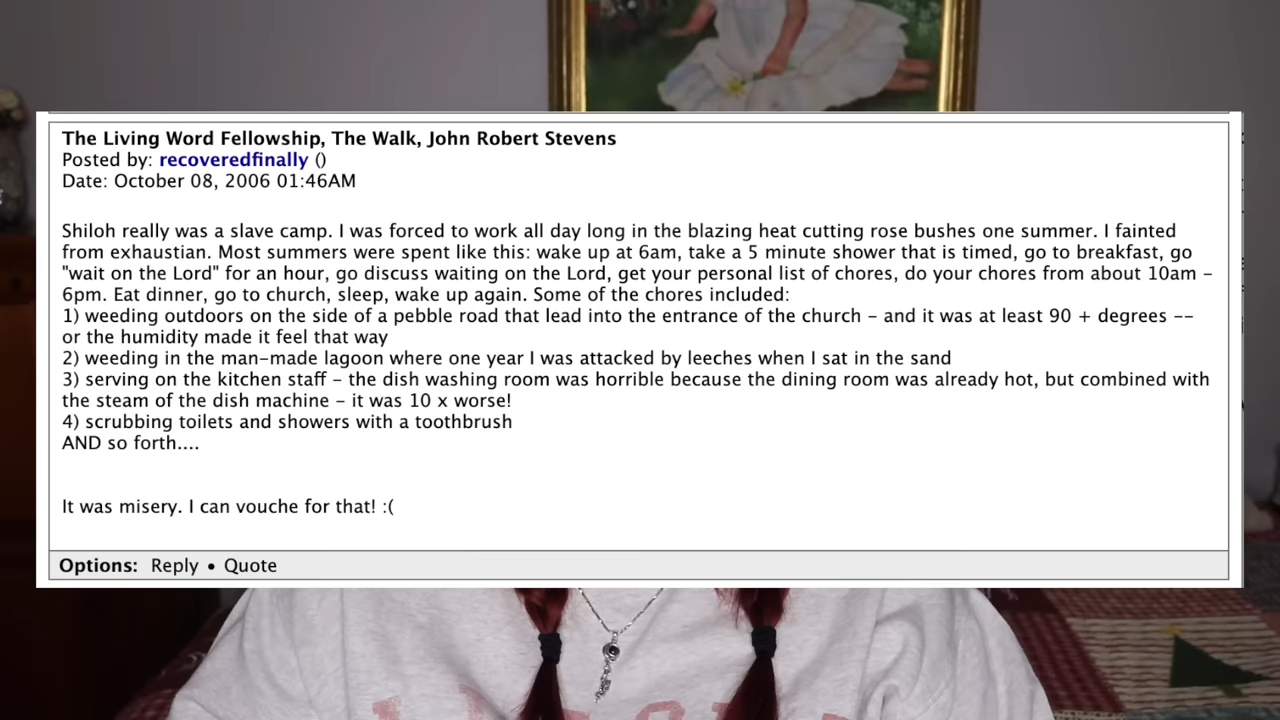 The Living Word Fellowship, The Walk, John Robert Stevens
Posted by: recoveredfinally ()
Date: October 08, 2006 01:46AM
Shiloh really was a slave camp. I was forced to work all day long in the blazing heat cutting rose bushes one summer. I fainted
from exhaustian. Most summers were spent like this: wake up at 6am, take a 5 minute shower that is timed, go to breakfast, go
"wait on the Lord" for an hour, go discuss waiting on the Lord, get your personal list of chores, do your chores from about 10am –
6pm. Eat dinner, go to church, sleep, wake up again. Some of the chores included:
1) weeding outdoors on the side of a pebble road that lead into the entrance of the church – and it was at least 90 + degrees ––
or the humidity made it feel that way
2) weeding in the man-made lagoon where one year I was attacked by leeches when I sat in the sand
3) serving on the kitchen staff – the dish washing room was horrible because the dining room was already hot, but combined with
the steam of the dish machine – it was 10 x worse!
4) scrubbing toilets and showers with a toothbrush
AND so forth....
It was misery. I can vouche for that! :(
Options: Reply • Quote